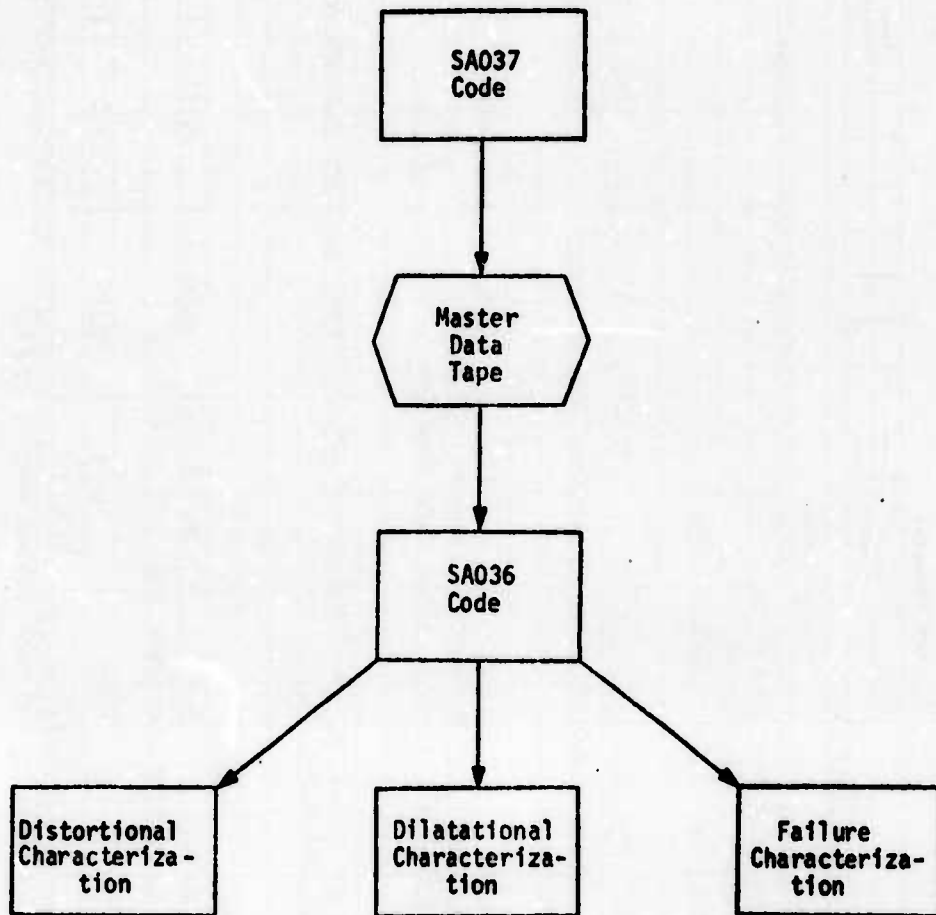 SA037
Code
Master
Data
Tape
SA036
Code
Distortional
Characteriza-
tion
Dilatational
Characteriza-
tion
Failure
Characteriza-
tion